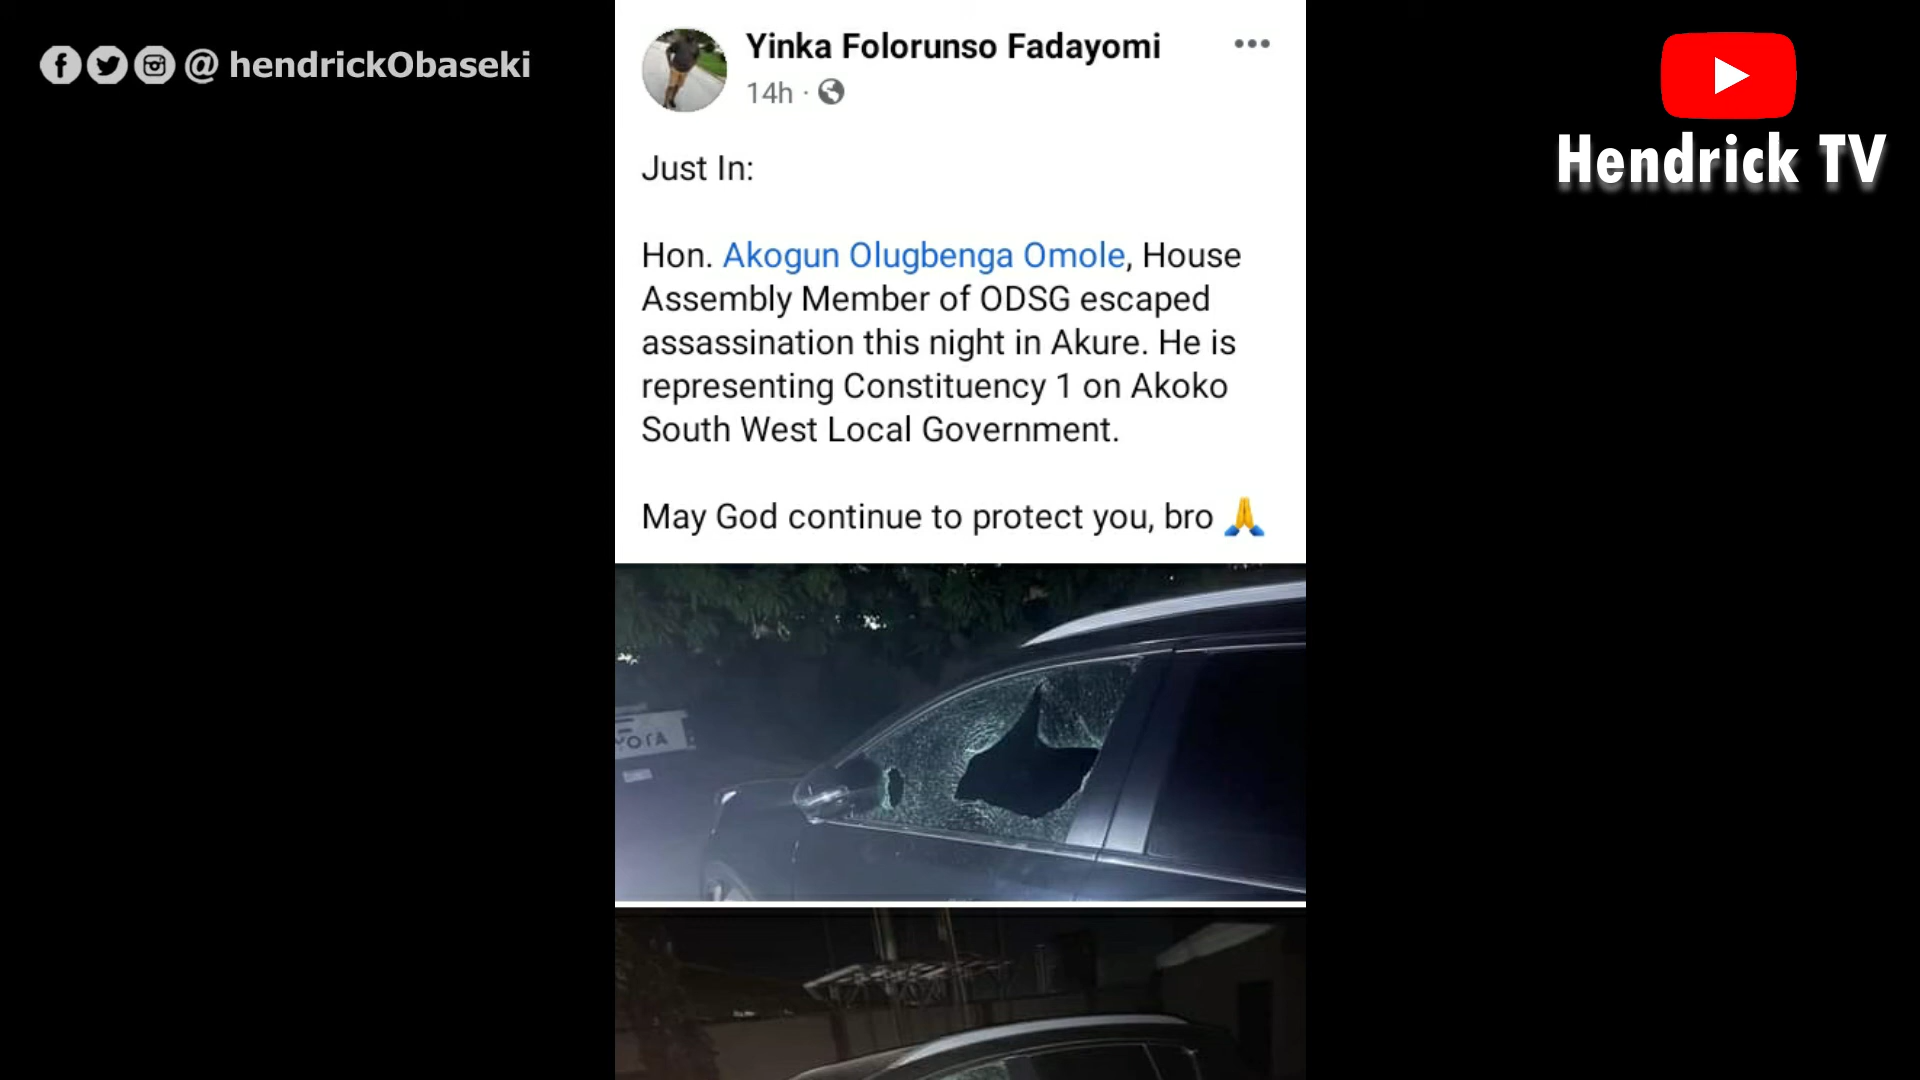 @ hendrickObaseki
Hendrick TV
Yinka Folorunso Fadayomi
14h ·
Just In:
Hon. Akogun Olugbenga Omole, House
Assembly Member of ODSG escaped
assassination this night in Akure. He is
representing Constituency 1 on Akoko
South West Local Government.
May God continue to protect you, bro 🙏